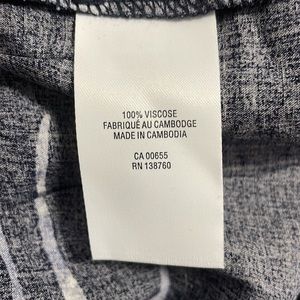 100% VISCOSE
FABRIQUÉ AU CAMBODGE
MADE IN CAMBODIA
CA 00655
RN 138760